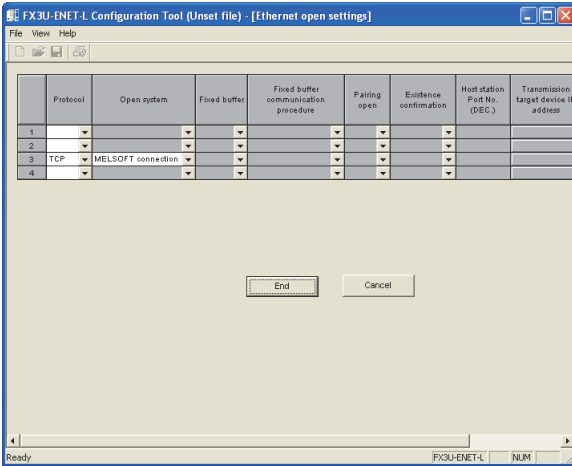 FX3U-ENET-L Configuration Tool (Unset file) - [Ethernet open settings]
File View Help
Protocol
Open system
Fixed buffer
Fixed buffer
communication
procedure
Pairing
open
Existence
confirmation
Host station
Port No.
(DEC.)
Transmission
target device
address
1
2
3 TCP MELSOFT connection
4
End Cancel
Ready FX3U-ENET-L NUM